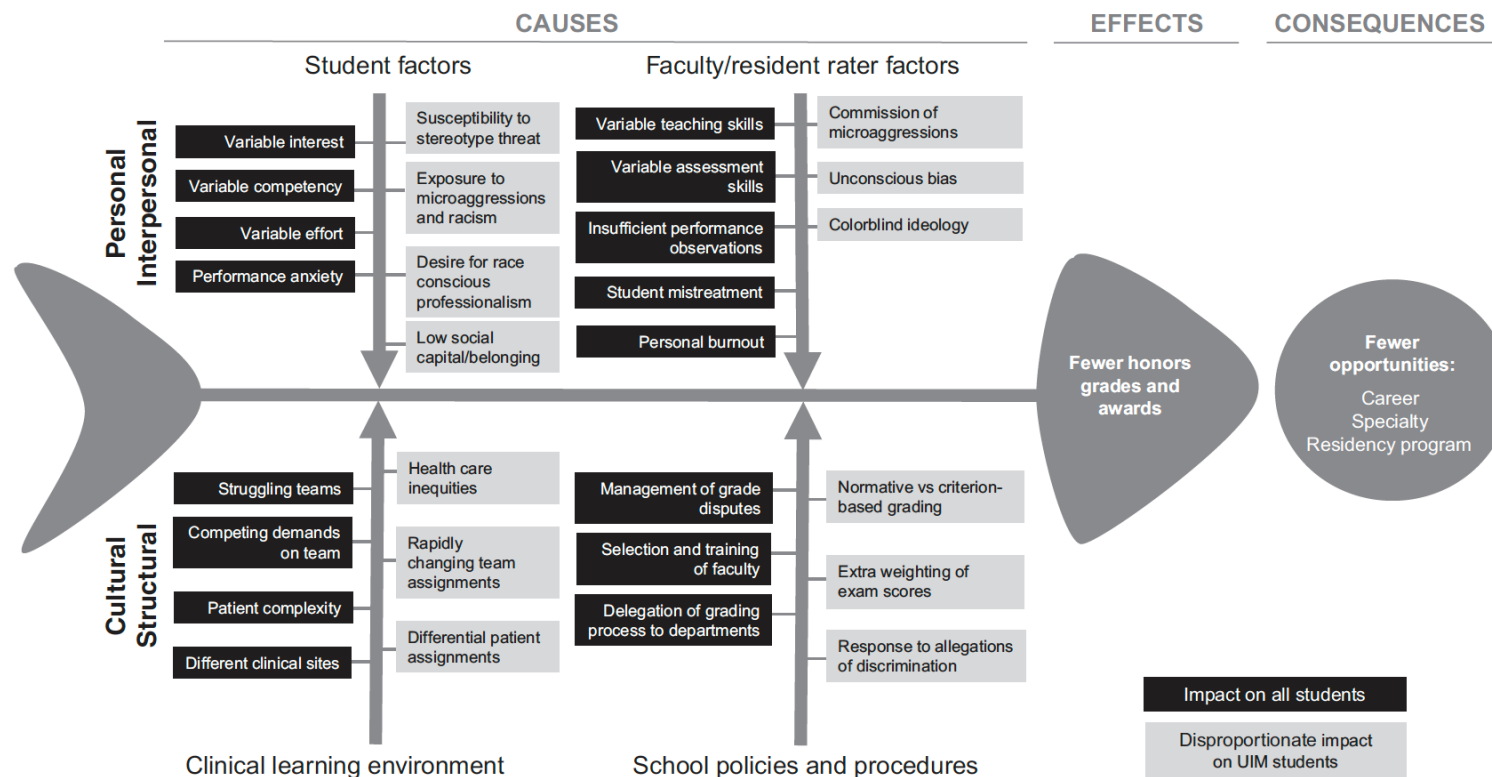 CAUSES
EFFECTS
CONSEQUENCES
Student factors
Faculty/resident rater factors
Personal
Interpersonal
Variable interest
Variable competency
Variable effort
Performance anxiety
Susceptibility to
stereotype threat
Exposure to
microaggressions
and racism
Desire for race
conscious
professionalism
Low social
capital/belonging
Variable teaching skills
Variable assessment
skills
Insufficient performance
observations
Student mistreatment
Personal burnout
Commission of
microaggressions
Unconscious bias
Colorblind ideology
Fewer honors
grades and
awards
Fewer
opportunities:
Career
Specialty
Residency program
Cultural
Structural
Struggling teams
Competing demands
on team
Patient complexity
Different clinical sites
Health care
inequities
Rapidly
changing team
assignments
Differential patient
assignments
Management of grade
disputes
Selection and training
of faculty
Delegation of grading
process to departments
Normative vs criterion-
based grading
Extra weighting of
exam scores
Response to allegations
of discrimination
Clinical learning environment
School policies and procedures
Impact on all students
Disproportionate impact
on UIM students